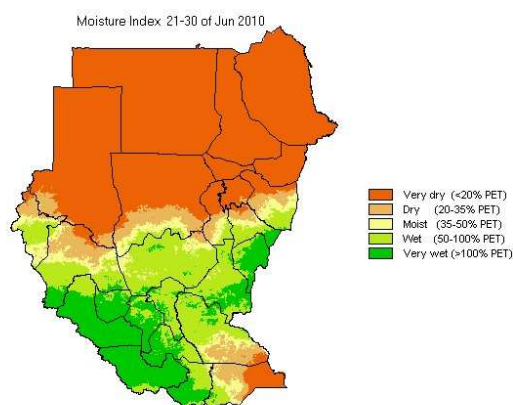 Moisture Index 21-30 of Jun 2010
Very dry (<20% PET)
Dry (20-35% PET)
Moist (35-50% PET)
Wet (50-100% PET)
Very wet (>100% PET)